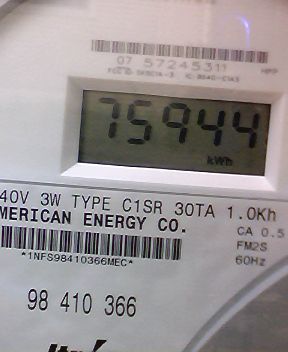 07 57245311
75944
kWh
40V 3W TYPE C1SR 30TA 1.0Kh
MERICAN ENERGY CO.
CA 0.5
FM2S
60Hz
*1NFS98410366MEC*
98 410 366